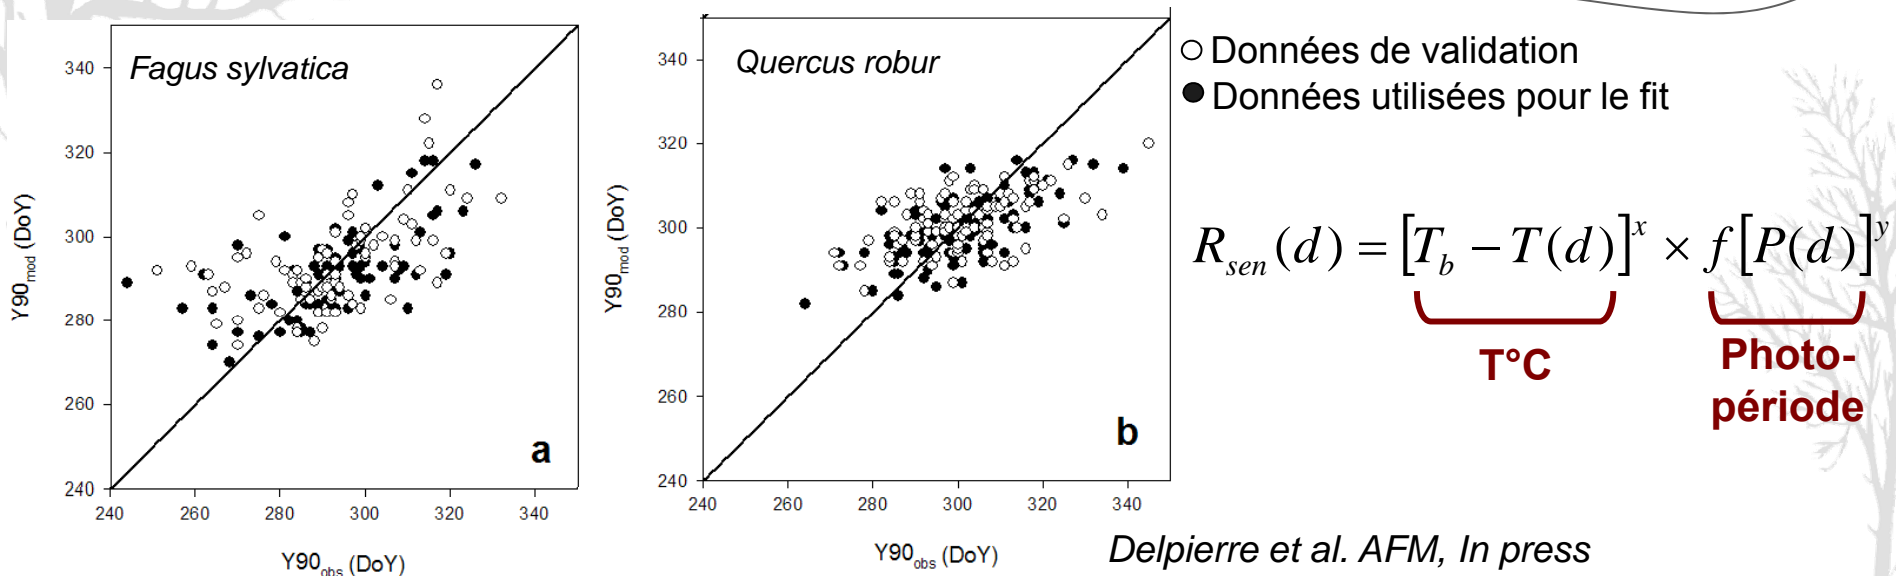 Fagus sylvatica
340
320
300
280
260
240
240 260 280 300 320 340
Y90mod (DoY)
Y90obs (DoY)
a
Quercus robur
340
320
300
280
260
240
240 260 280 300 320 340
Y90mod (DoY)
Y90obs (DoY)
b
Données de validation
Données utilisées pour le fit
R_sen(d) = [T_b − T(d)]^x × f[P(d)]^y
T°C
Photo-
période
Delpierre et al. AFM, In press